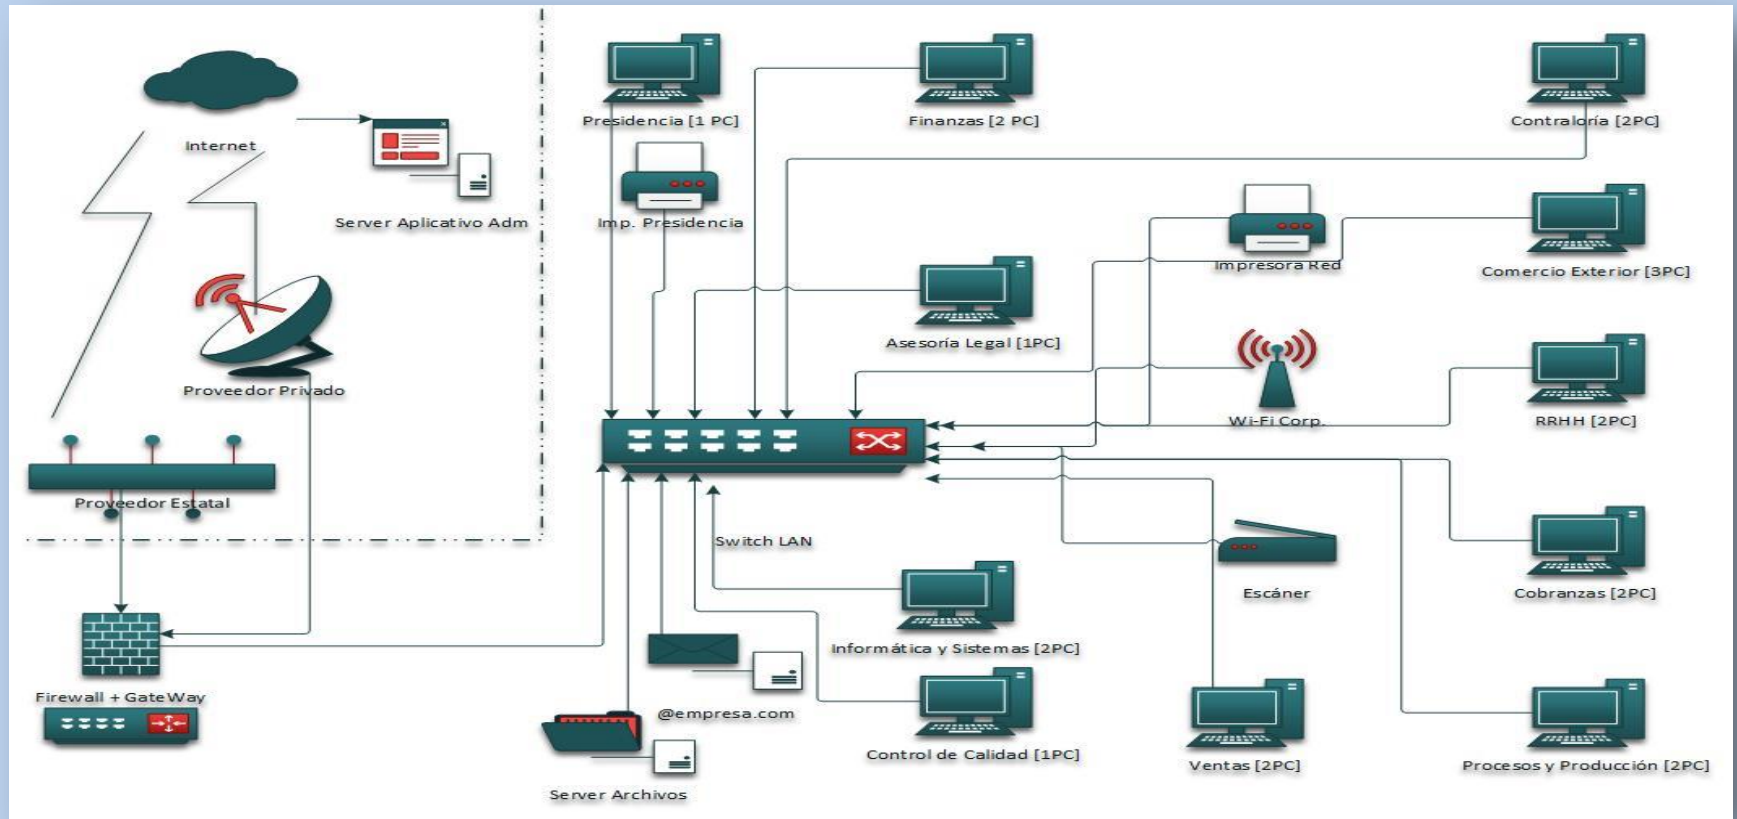 Internet
Server Aplicativo Adm
Proveedor Privado
Proveedor Estatal
Firewall + GateWay
Presidencia [1 PC]
Finanzas [2 PC]
Contraloría [2PC]
Imp. Presidencia
Impresora Red
Comercio Exterior [3PC]
Asesoría Legal [1PC]
Wi-Fi Corp.
RRHH [2PC]
Switch LAN
Escáner
Cobranzas [2PC]
Informática y Sistemas [2PC]
@empresa.com
Control de Calidad [1PC]
Ventas [2PC]
Procesos y Producción [2PC]
Server Archivos